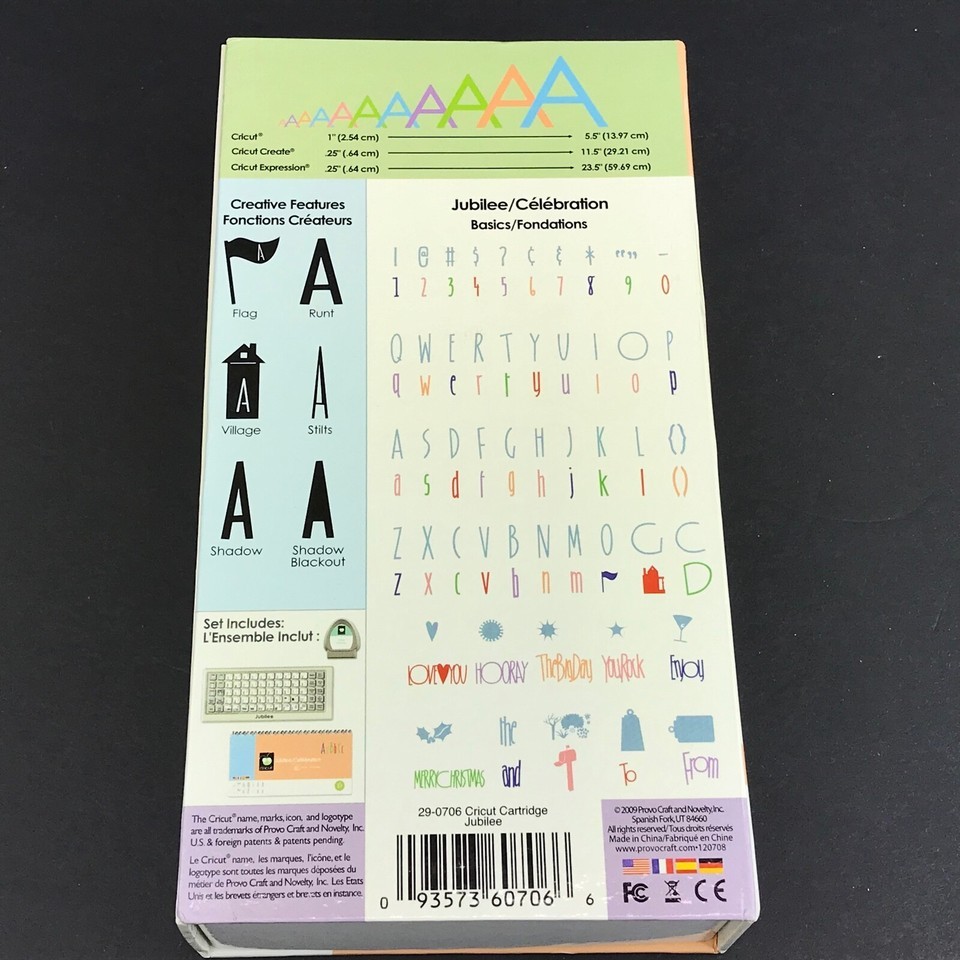 Cricut® 1" (2.54 cm) 5.5" (13.97 cm)
Cricut Create® .25" (.64 cm) 11.5" (29.21 cm)
Cricut Expression® .25" (.64 cm) 23.5" (59.69 cm)
Creative Features
Fonctions Créateurs
A
A
Flag
Runt
A
A
Village
Stilts
A
A
Shadow
Shadow
Blackout
Set Includes:
L'Ensemble Inclut :
Jubilee
Jubilee/Célébration
Basics/Fondations
! @ # $ ? ¢ & * "" ,, -
1 2 3 4 5 6 7 8 9 0
Q W E R T Y U I O P
q w e r t y u i o p
A S D F G H J K L ()
a s d f g h j k l ()
Z X C V B N M O G C
z x c v b n m D
LOVE YOU HOORAY TheBigDay YouRock Enjoy
the
MERRYCHRISTMAS and To From
The Cricut® name, marks, icon, and logotype
are all trademarks of Provo Craft and Novelty, Inc.
U.S. & foreign patents & patents pending.
Le Cricut® name, les marques, l'icône, et le
logotype sont toutes les marques déposées du
métier de Provo Craft and Novelty, Inc. Les Etats
Unis et les brevets étrangers et brevets en instance.
29-0706 Cricut Cartridge
Jubilee
0 93573 60706 6
© 2009 Provo Craft and Novelty, Inc.
Spanish Fork, UT 84660
All rights reserved/Tous droits réservés
Made in China/Fabriqué en Chine
www.provocraft.com•120708
FC CE